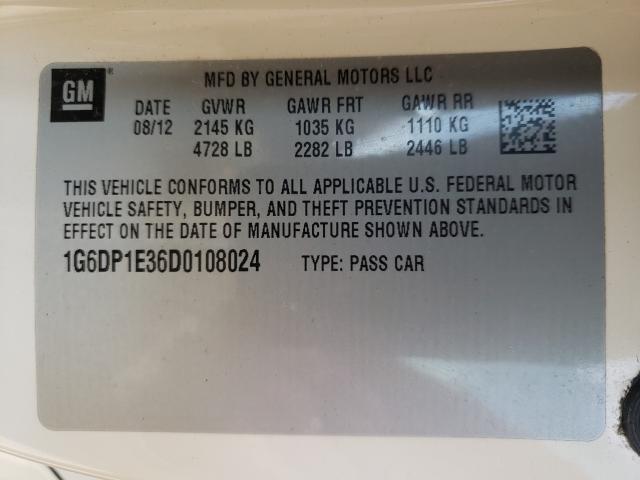 GM ®
MFD BY GENERAL MOTORS LLC
DATE GVWR GAWR FRT GAWR RR
08/12 2145 KG 1035 KG 1110 KG
4728 LB 2282 LB 2446 LB
THIS VEHICLE CONFORMS TO ALL APPLICABLE U.S. FEDERAL MOTOR
VEHICLE SAFETY, BUMPER, AND THEFT PREVENTION STANDARDS IN
EFFECT ON THE DATE OF MANUFACTURE SHOWN ABOVE.
1G6DP1E36D0108024 TYPE: PASS CAR